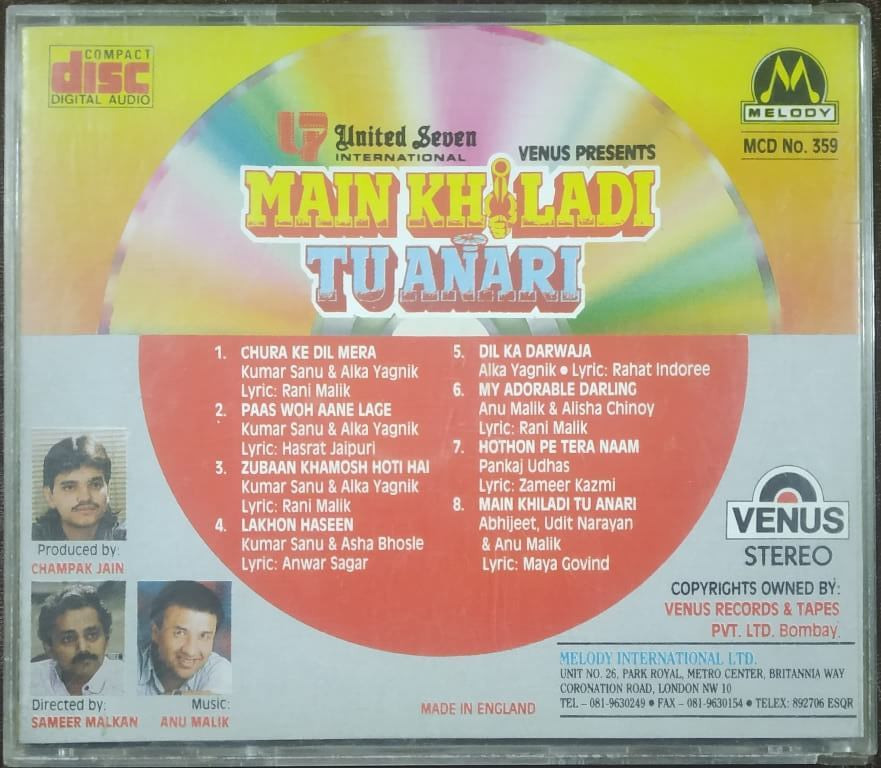 COMPACT
disc
DIGITAL AUDIO
M
MELODY
MCD No. 359
U7 United Seven
INTERNATIONAL
VENUS PRESENTS
MAIN KHILADI
TU ANARI
1. CHURA KE DIL MERA
Kumar Sanu & Alka Yagnik
Lyric: Rani Malik
2. PAAS WOH AANE LAGE
Kumar Sanu & Alka Yagnik
Lyric: Hasrat Jaipuri
3. ZUBAAN KHAMOSH HOTI HAI
Kumar Sanu & Alka Yagnik
Lyric: Rani Malik
4. LAKHON HASEEN
Kumar Sanu & Asha Bhosle
Lyric: Anwar Sagar
5. DIL KA DARWAJA
Alka Yagnik ● Lyric: Rahat Indoree
6. MY ADORABLE DARLING
Anu Malik & Alisha Chinoy
Lyric: Rani Malik
7. HOTHON PE TERA NAAM
Pankaj Udhas
Lyric: Zameer Kazmi
8. MAIN KHILADI TU ANARI
Abhijeet, Udit Narayan
& Anu Malik
Lyric: Maya Govind
Produced by:
CHAMPAK JAIN
Directed by:
SAMEER MALKAN
Music:
ANU MALIK
VENUS
STEREO
COPYRIGHTS OWNED BY:
VENUS RECORDS & TAPES
PVT. LTD. Bombay.
MADE IN ENGLAND
MELODY INTERNATIONAL LTD.
UNIT NO. 26, PARK ROYAL, METRO CENTER, BRITANNIA WAY
CORONATION ROAD, LONDON NW 10
TEL – 081-9630249 ● FAX – 081-9630154 ● TELEX: 892706 ESQR